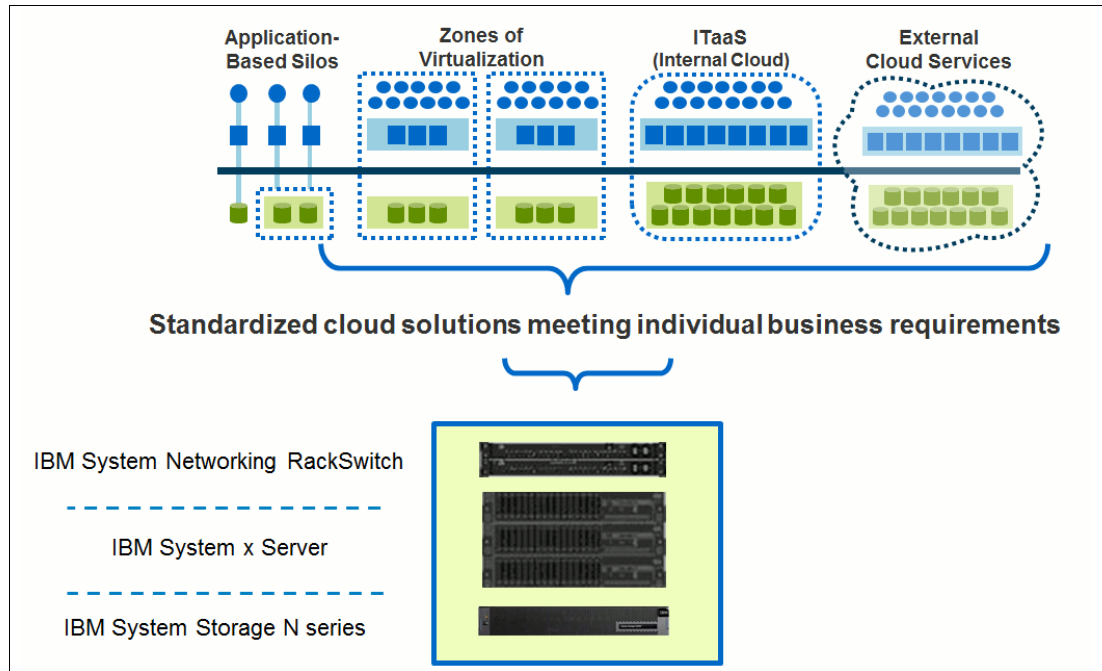 Application-
Based Silos
Zones of
Virtualization
ITaaS
(Internal Cloud)
External
Cloud Services
Standardized cloud solutions meeting individual business requirements
IBM System Networking RackSwitch
IBM System x Server
IBM System Storage N series